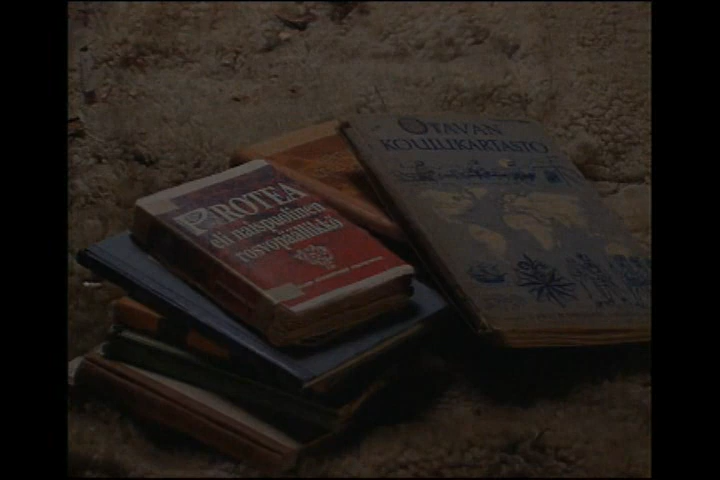 PROTEA
eli naispuolinen
rosvopäällikkö
OTAVAN
KOULUKARTASTO